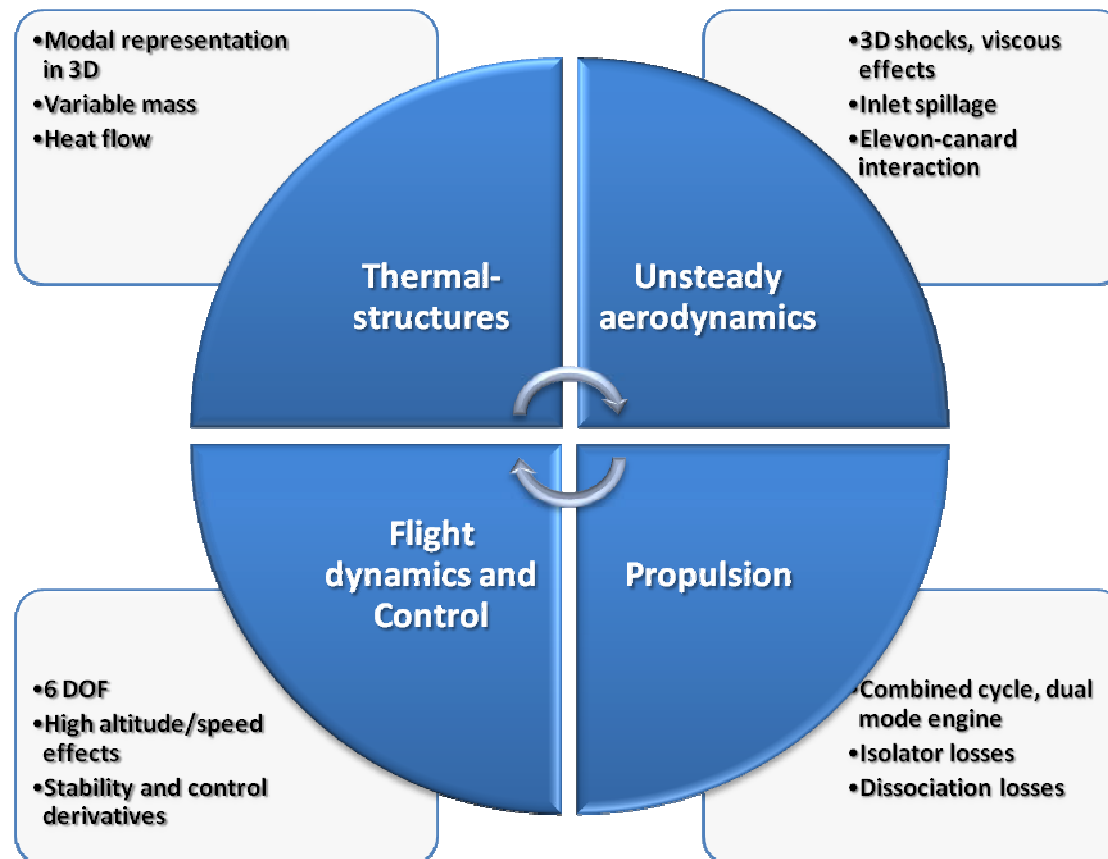 •Modal representation
in 3D
•Variable mass
•Heat flow
•3D shocks, viscous
effects
•Inlet spillage
•Elevon-canard
interaction
Thermal-
structures
Unsteady
aerodynamics
Flight
dynamics and
Control
Propulsion
•6 DOF
•High altitude/speed
effects
•Stability and control
derivatives
•Combined cycle, dual
mode engine
•Isolator losses
•Dissociation losses